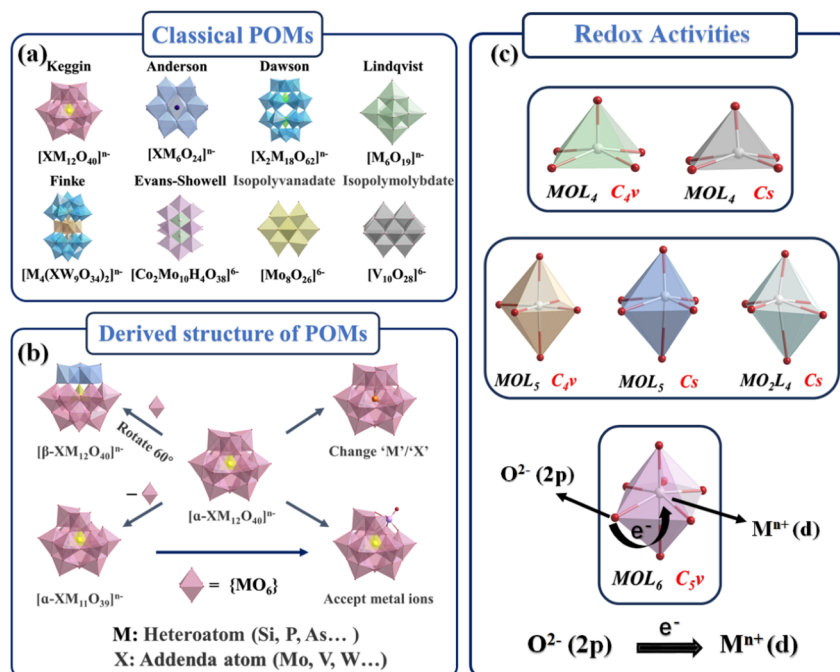 Classical POMs
(a)
Keggin Anderson Dawson Lindqvist
[XM₁₂O₄₀]ⁿ⁻ [XM₆O₂₄]ⁿ⁻ [X₂M₁₈O₆₂]ⁿ⁻ [M₆O₁₉]ⁿ⁻
Finke Evans-Showell Isopolyvanadate Isopolymolybdate
[M₄(XW₉O₃₄)₂]ⁿ⁻ [Co₂Mo₁₀H₄O₃₈]⁶⁻ [Mo₈O₂₆]⁶⁻ [V₁₀O₂₈]⁶⁻
Derived structure of POMs
(b)
Rotate 60°
[β-XM₁₂O₄₀]ⁿ⁻ Change ‘M’/‘X’
[α-XM₁₂O₄₀]ⁿ⁻
= {MO₆}
[α-XM₁₁O₃₉]ⁿ⁻ Accept metal ions
M: Heteroatom (Si, P, As… )
X: Addenda atom (Mo, V, W…)
Redox Activities
(c)
MOL₄ C₄v MOL₄ Cs
MOL₅ C₄v MOL₅ Cs MO₂L₄ Cs
O²⁻ (2p)
e⁻
Mⁿ⁺ (d)
MOL₆ C₅v
e⁻
O²⁻ (2p) Mⁿ⁺ (d)